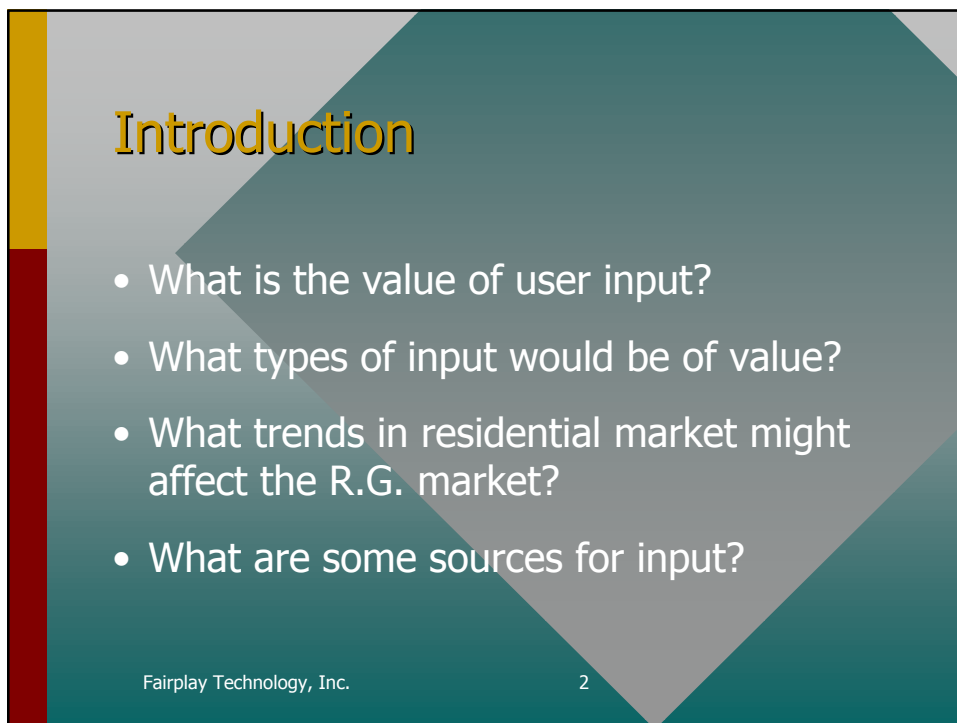 Introduction
• What is the value of user input?
• What types of input would be of value?
• What trends in residential market might
affect the R.G. market?
• What are some sources for input?
Fairplay Technology, Inc. 2